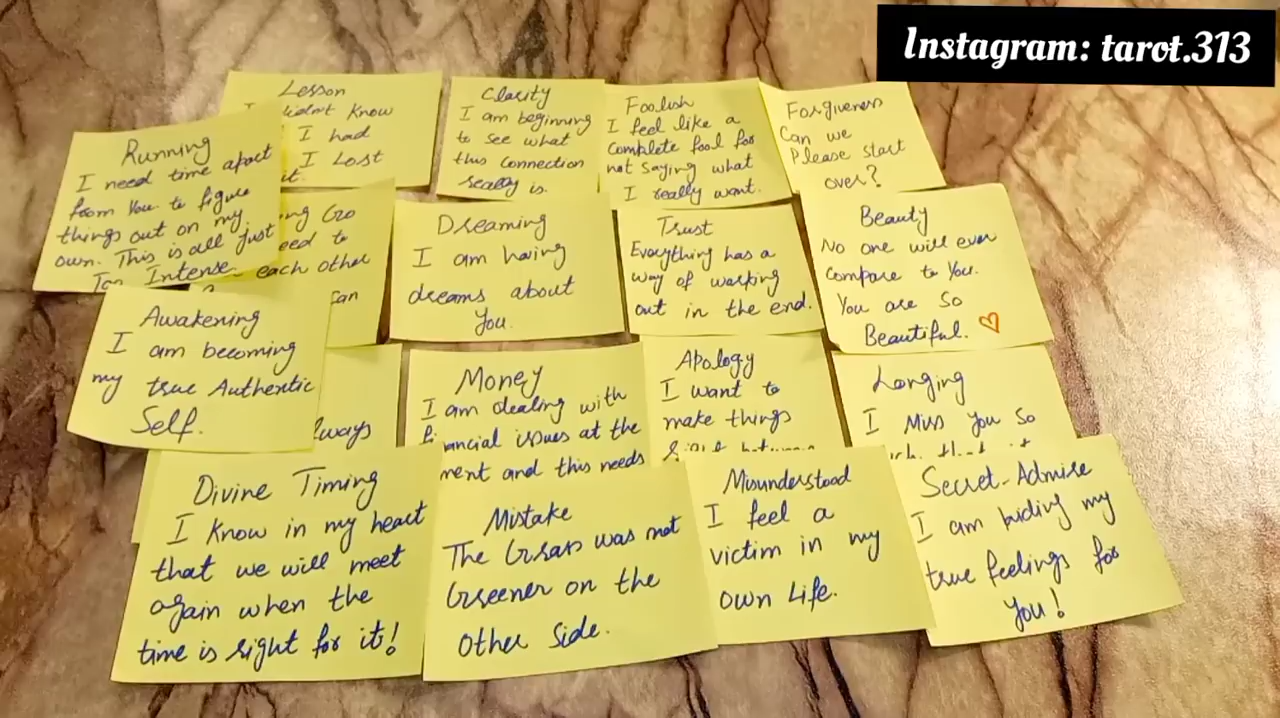 Instagram: tarot.313
Lesson
didn't know
I had
I Lost
it.
Clarity
I am beginning
to see what
this connection
really is.
Foolish
I feel like a
Complete fool for
not saying what
I really want.
Forgiveness
Can we
Please start
over?
Running
I need time apart
from You to figure
things out on my
own. This is all just
Too Intense
Go
each other
can
Dreaming
I am having
dreams about
You.
Trust
Everything has a
way of working
out in the end.
Beauty
No one will ever
Compare to You.
You are so
Beautiful.
Awakening
I am becoming
my true Authentic
Self.
Money
I am dealing with
financial issues at the
and this needs
Apology
I want to
make things
Longing
I Miss You so
Divine Timing
I Know in my heart
that we will meet
again when the
time is right for it!
Mistake
The Grass was not
Greener on the
Other Side.
Misunderstood
I feel a
victim in my
own Life.
Secret-Admire
I am hiding my
true feelings for
You!